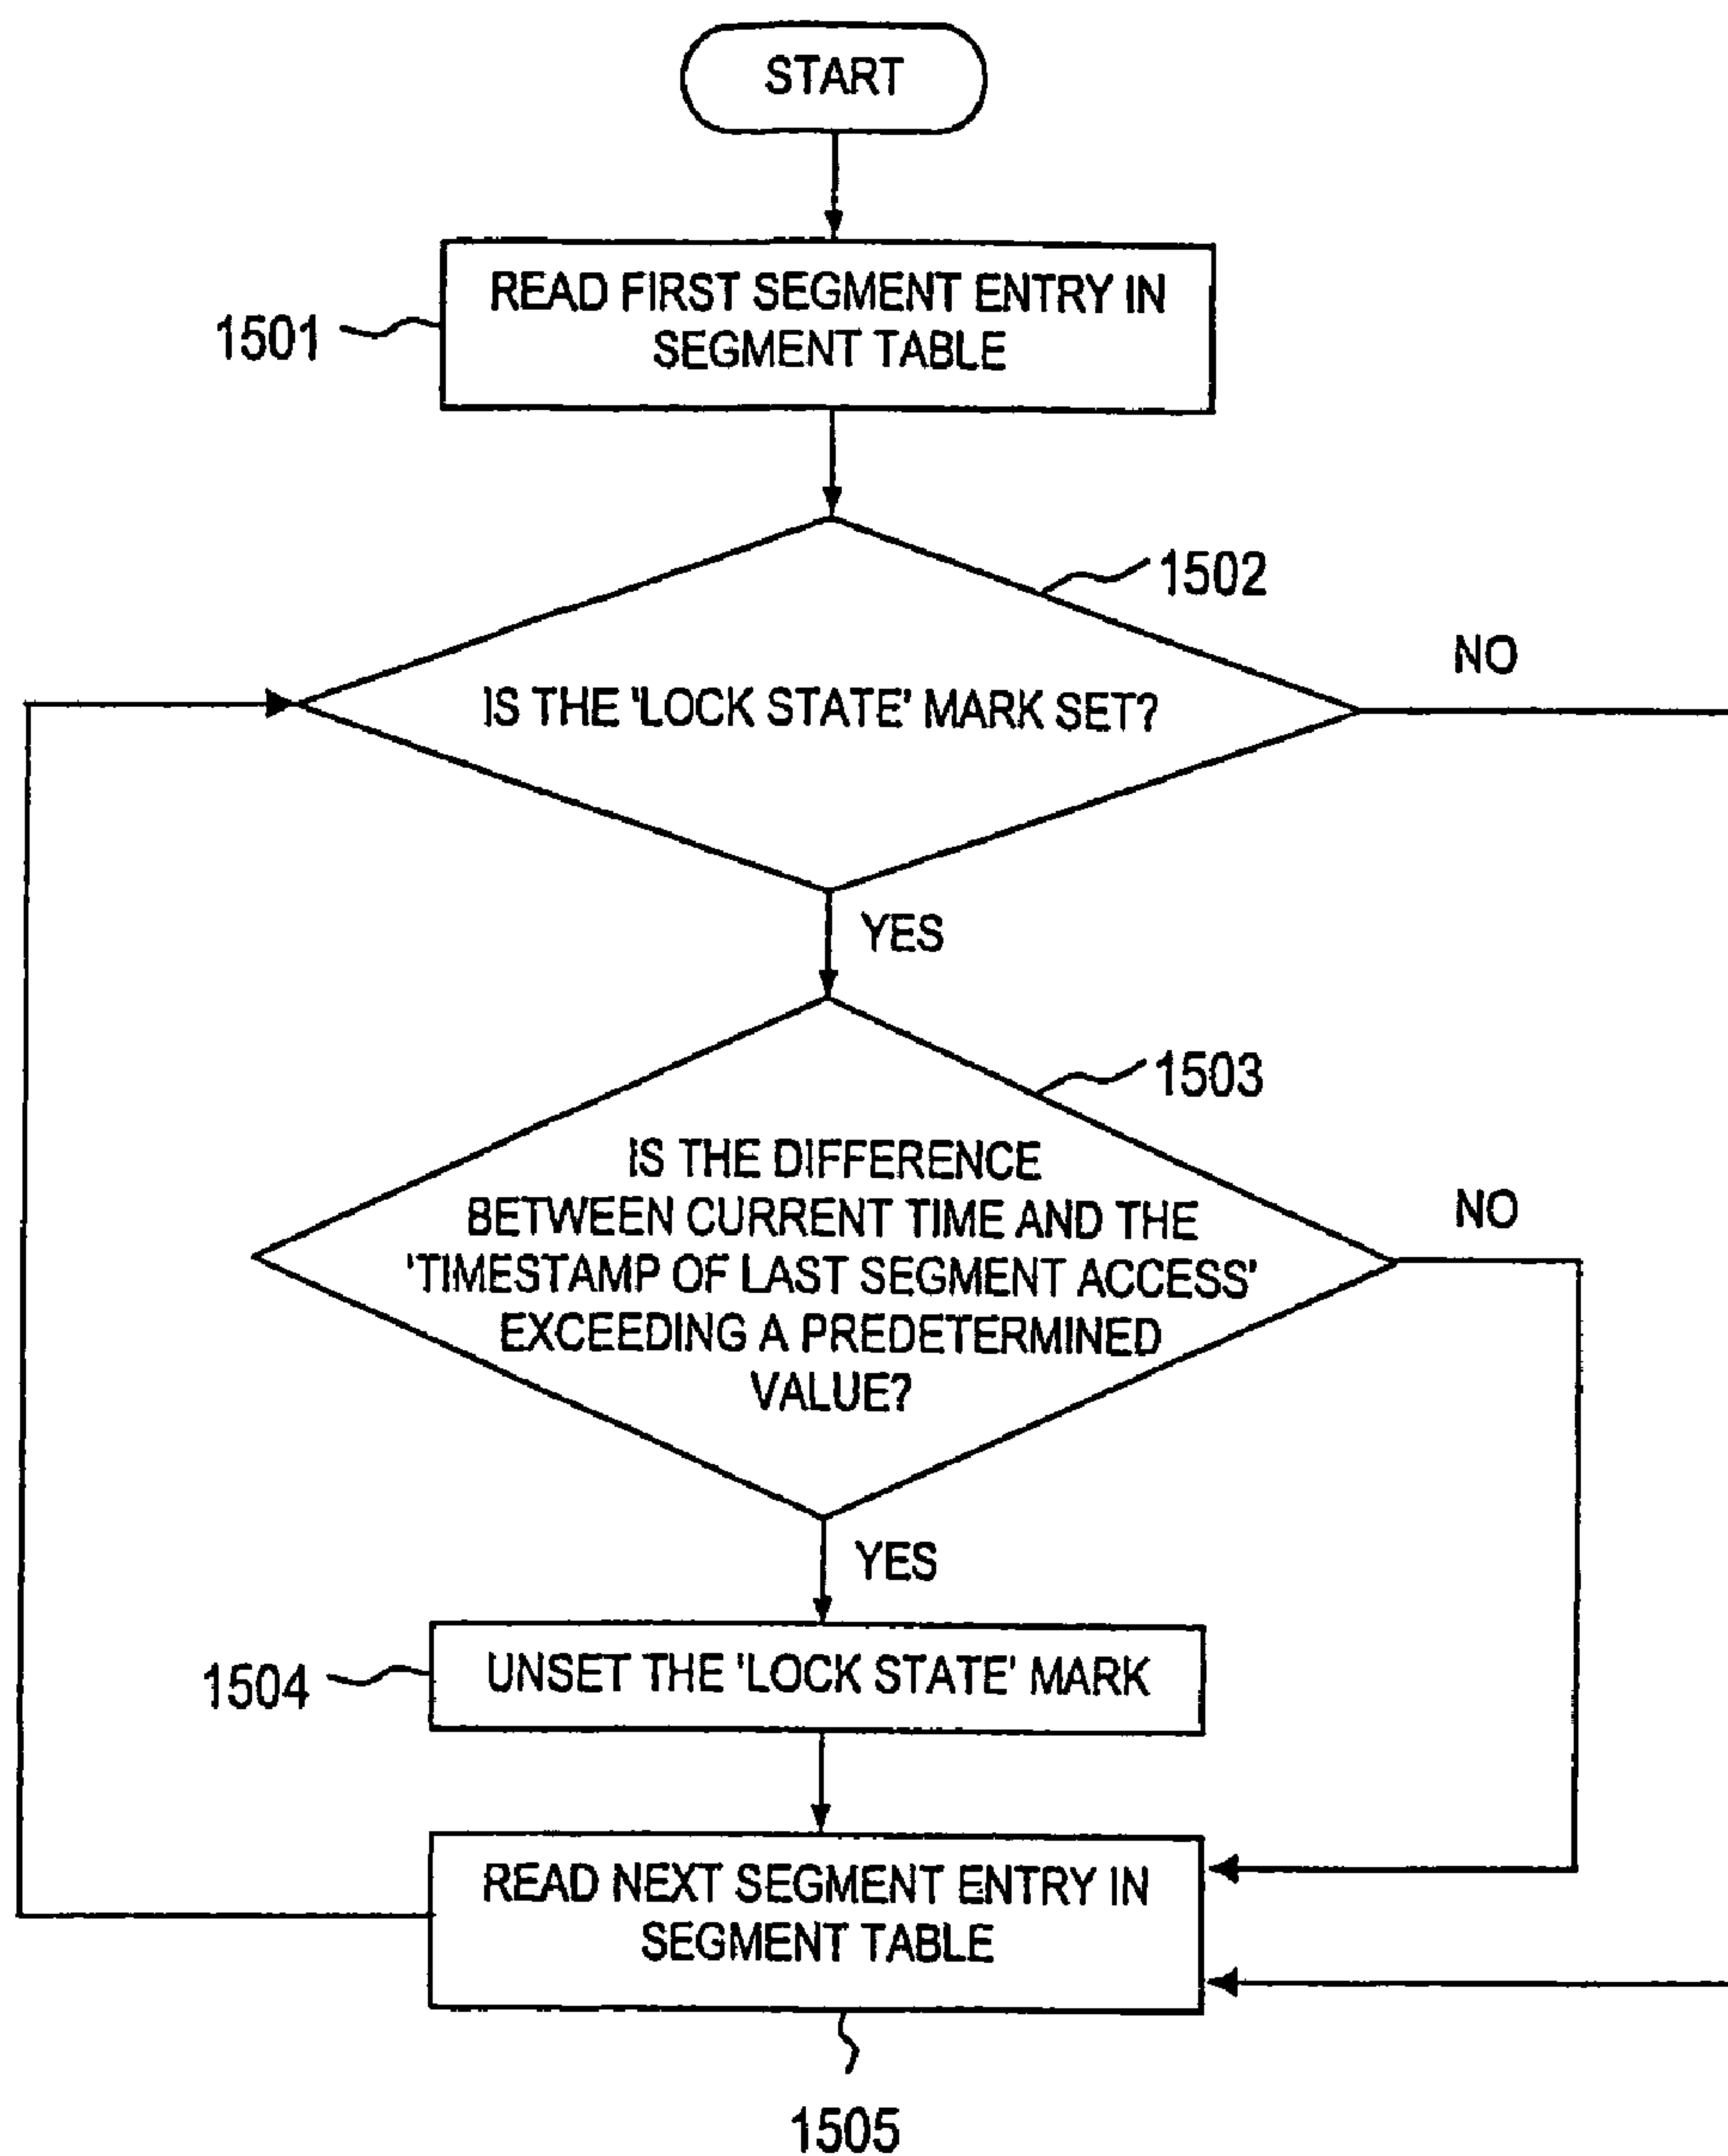 START
READ FIRST SEGMENT ENTRY IN
SEGMENT TABLE
1501
1502
NO
IS THE 'LOCK STATE' MARK SET?
YES
1503
IS THE DIFFERENCE
BETWEEN CURRENT TIME AND THE
'TIMESTAMP OF LAST SEGMENT ACCESS'
EXCEEDING A PREDETERMINED
VALUE?
NO
YES
1504
UNSET THE 'LOCK STATE' MARK
READ NEXT SEGMENT ENTRY IN
SEGMENT TABLE
1505